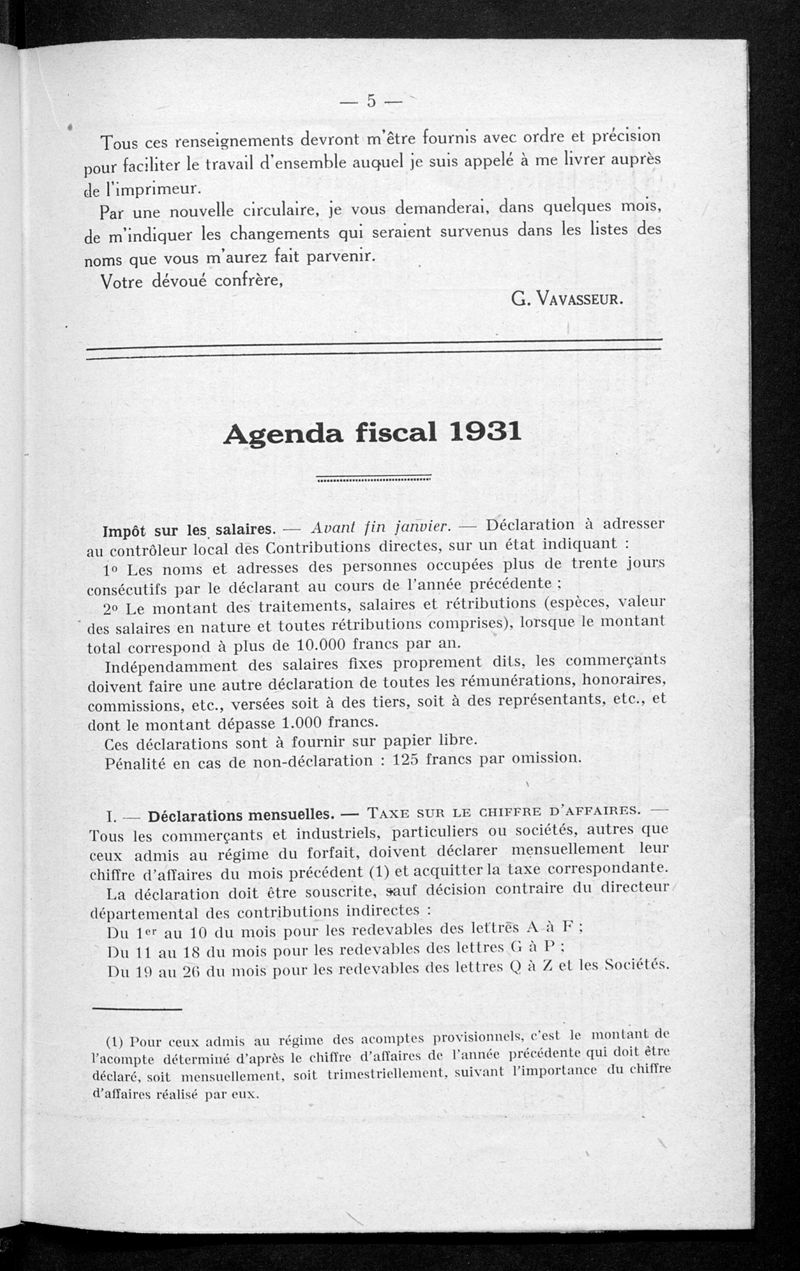 — 5 —
Tous ces renseignements devront m'être fournis avec ordre et précision
pour faciliter le travail d'ensemble auquel je suis appelé à me livrer auprès
de l'imprimeur.
Par une nouvelle circulaire, je vous demanderai, dans quelques mois,
de m'indiquer les changements qui seraient survenus dans les listes des
noms que vous m'aurez fait parvenir.
Votre dévoué confrère,
G. Vavasseur.
Agenda fiscal 1931
Impôt sur les salaires. — Avant fin janvier. — Déclaration à adresser
au contrôleur local des Contributions directes, sur un état indiquant :
1º Les noms et adresses des personnes occupées plus de trente jours
consécutifs par le déclarant au cours de l'année précédente ;
2º Le montant des traitements, salaires et rétributions (espèces, valeur
des salaires en nature et toutes rétributions comprises), lorsque le montant
total correspond à plus de 10.000 francs par an.
Indépendamment des salaires fixes proprement dits, les commerçants
doivent faire une autre déclaration de toutes les rémunérations, honoraires,
commissions, etc., versées soit à des tiers, soit à des représentants, etc., et
dont le montant dépasse 1.000 francs.
Ces déclarations sont à fournir sur papier libre.
Pénalité en cas de non-déclaration : 125 francs par omission.
I. — Déclarations mensuelles. — Taxe sur le chiffre d'affaires. —
Tous les commerçants et industriels, particuliers ou sociétés, autres que
ceux admis au régime du forfait, doivent déclarer mensuellement leur
chiffre d'affaires du mois précédent (1) et acquitter la taxe correspondante.
La déclaration doit être souscrite, sauf décision contraire du directeur
départemental des contributions indirectes :
Du 1er au 10 du mois pour les redevables des lettres A à F ;
Du 11 au 18 du mois pour les redevables des lettres G à P ;
Du 19 au 26 du mois pour les redevables des lettres Q à Z et les Sociétés.
(1) Pour ceux admis au régime des acomptes provisionnels, c'est le montant de
l'acompte déterminé d'après le chiffre d'affaires de l'année précédente qui doit être
déclaré, soit mensuellement, soit trimestriellement, suivant l'importance du chiffre
d'affaires réalisé par eux.